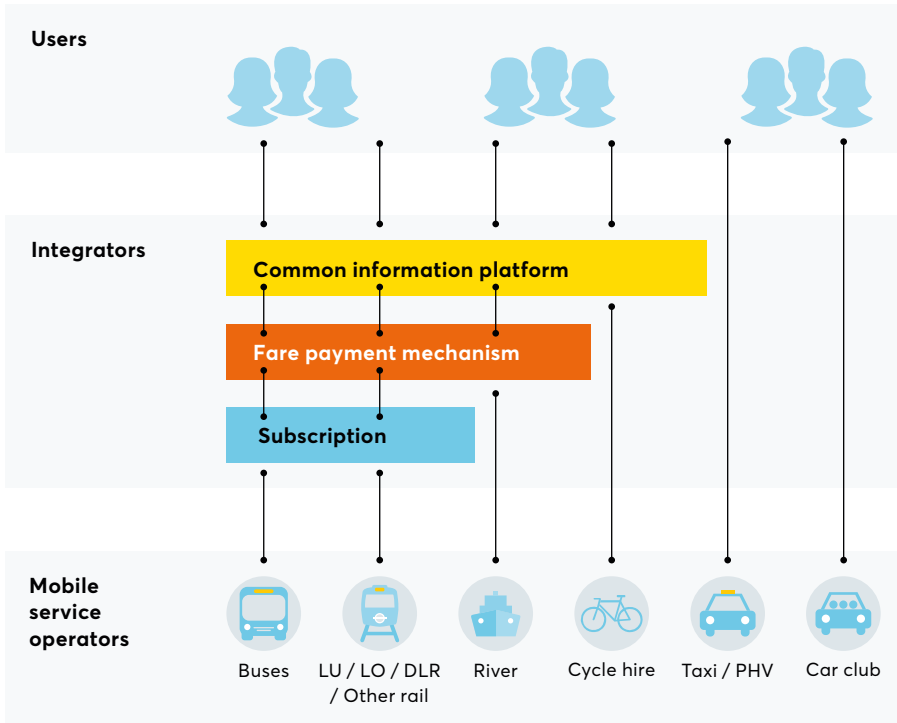 Users
Integrators
Common information platform
Fare payment mechanism
Subscription
Mobile
service
operators
Buses
LU / LO / DLR
/ Other rail
River
Cycle hire
Taxi / PHV
Car club